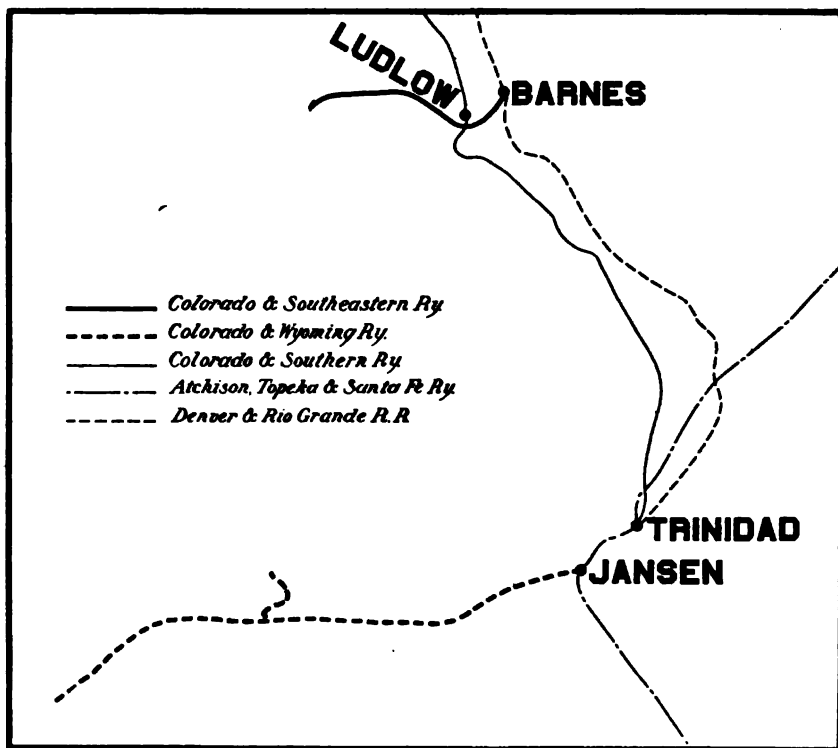 LUDLOW
BARNES
Colorado & Southeastern Ry
Colorado & Wyoming Ry.
Colorado & Southern Ry
Atchison, Topeka & Santa Fe Ry
Denver & Rio Grande R.R
TRINIDAD
JANSEN